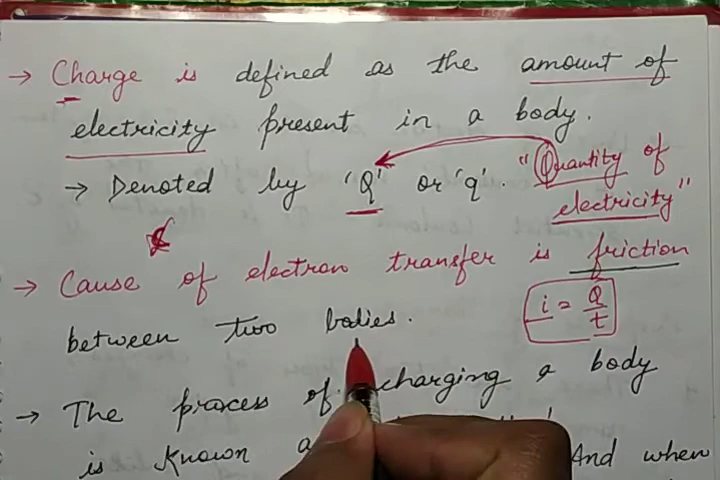 → Charge is defined as the amount of
electricity present in a body.
→ Denoted by 'Q' or 'q'. "Quantity of
electricity"
→ Cause of electron transfer is friction
between two bodies.
i = Q/t
→ The process of charging a body
is known a And when